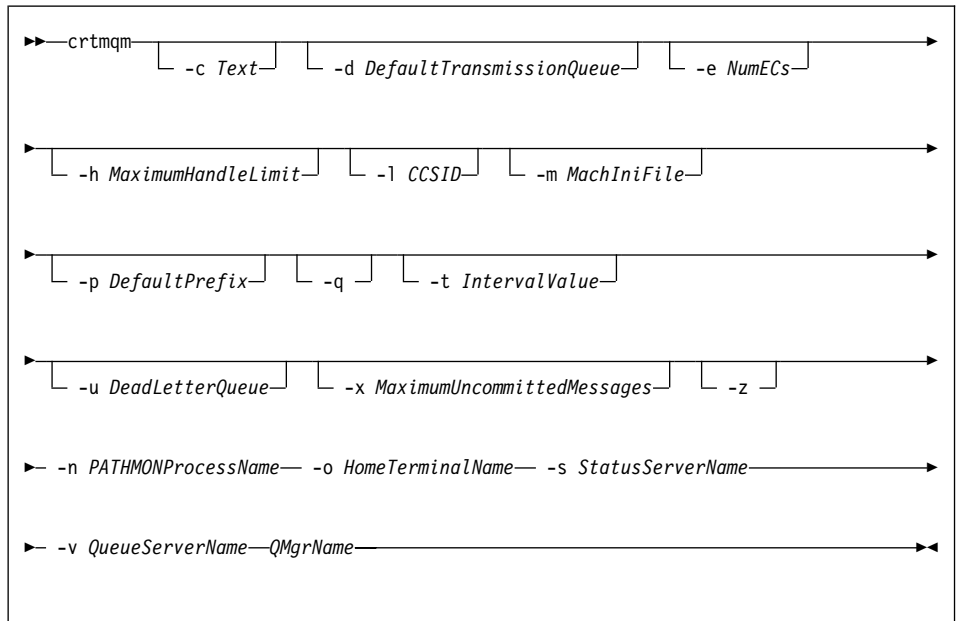 crtmqm
-c Text -d DefaultTransmissionQueue -e NumECs
-h MaximumHandleLimit -l CCSID -m MachIniFile
-p DefaultPrefix -q -t IntervalValue
-u DeadLetterQueue -x MaximumUncommittedMessages -z
-n PATHMONProcessName -o HomeTerminalName -s StatusServerName
-v QueueServerName QMgrName